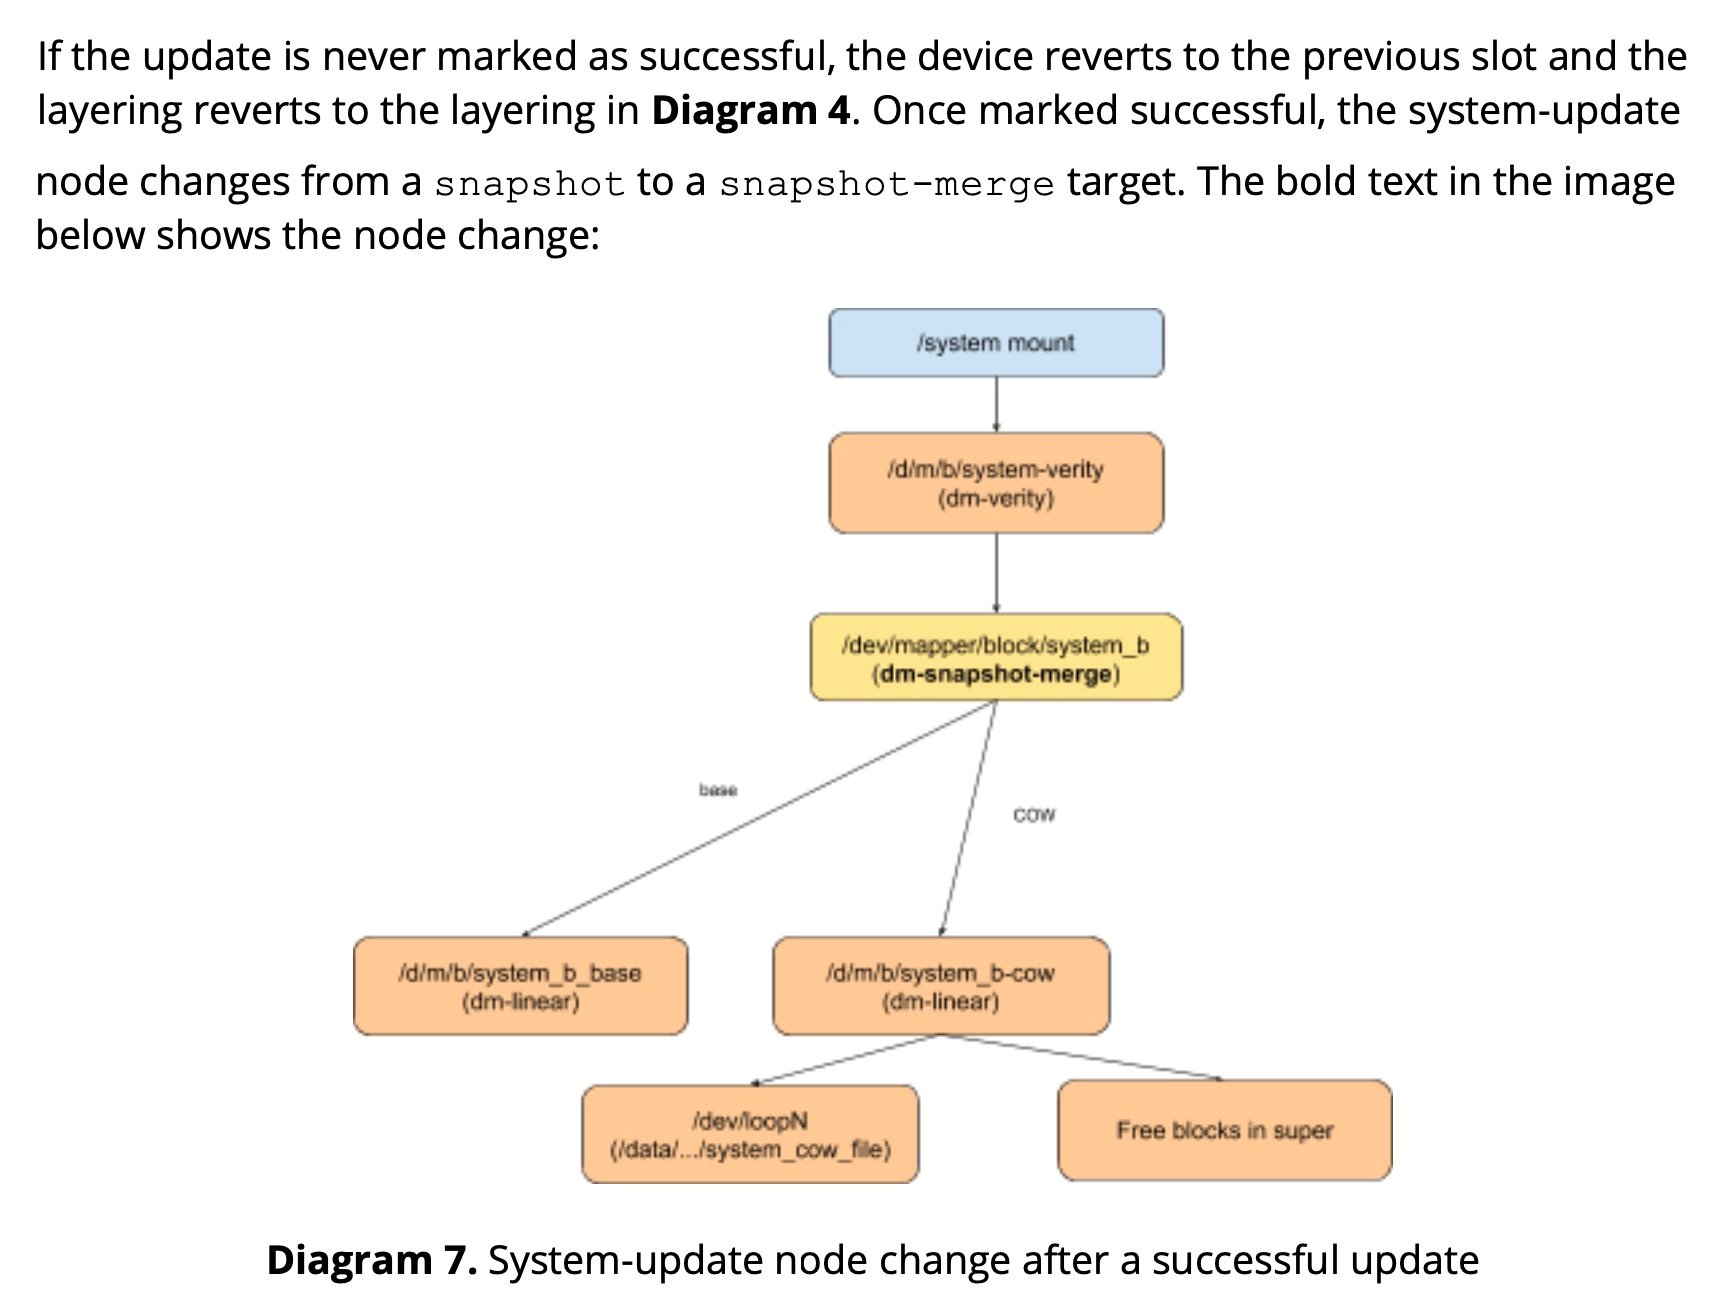 If the update is never marked as successful, the device reverts to the previous slot and the
layering reverts to the layering in Diagram 4. Once marked successful, the system-update
node changes from a snapshot to a snapshot-merge target. The bold text in the image
below shows the node change:
/system mount
/d/m/b/system-verity
(dm-verity)
/dev/mapper/block/system_b
(dm-snapshot-merge)
base
cow
/d/m/b/system_b_base
(dm-linear)
/d/m/b/system_b-cow
(dm-linear)
/dev/loopN
(/data/.../system_cow_file)
Free blocks in super
Diagram 7. System-update node change after a successful update